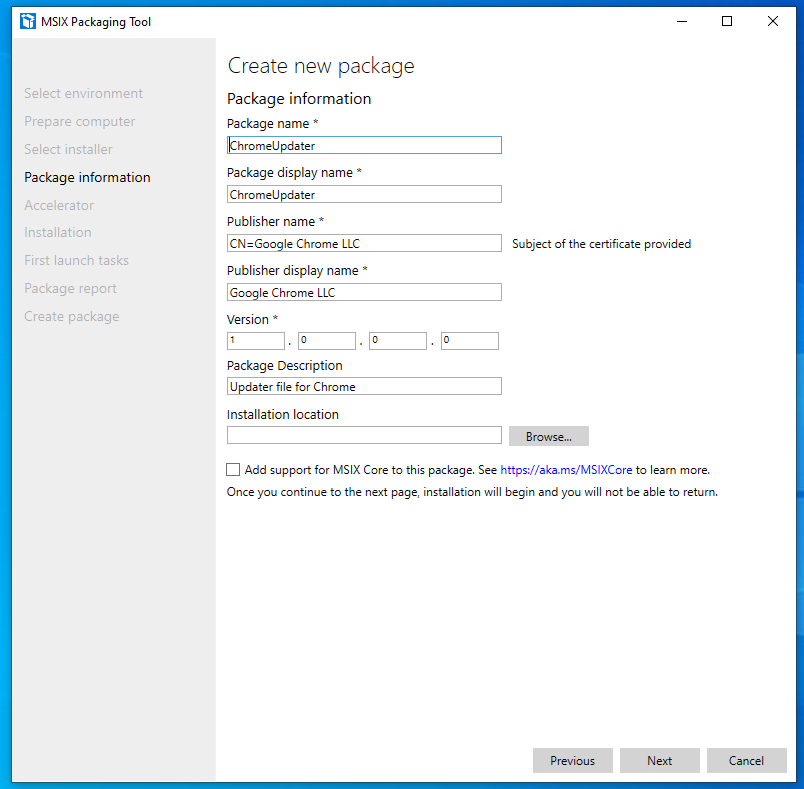 MSIX Packaging Tool
Select environment
Prepare computer
Select installer
Package information
Accelerator
Installation
First launch tasks
Package report
Create package
Create new package
Package information
Package name *
ChromeUpdater
Package display name *
ChromeUpdater
Publisher name *
CN=Google Chrome LLC Subject of the certificate provided
Publisher display name *
Google Chrome LLC
Version *
1 . 0 . 0 . 0
Package Description
Updater file for Chrome
Installation location
Browse...
Add support for MSIX Core to this package. See https://aka.ms/MSIXCore to learn more.
Once you continue to the next page, installation will begin and you will not be able to return.
Previous Next Cancel